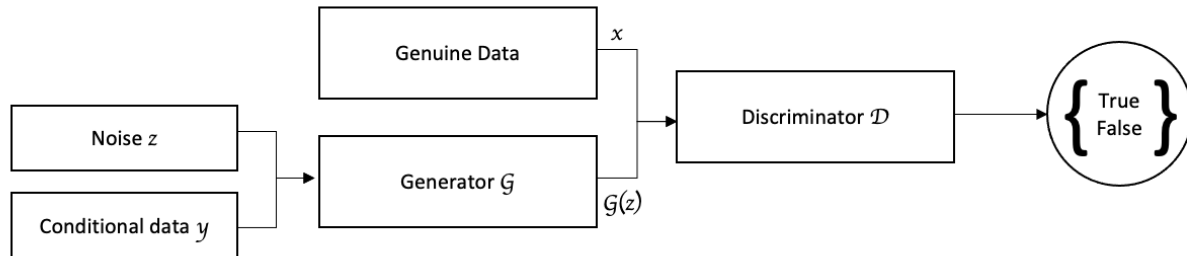 Genuine Data
x
Noise z
Conditional data y
Generator G
G(z)
Discriminator D
{ True
False }